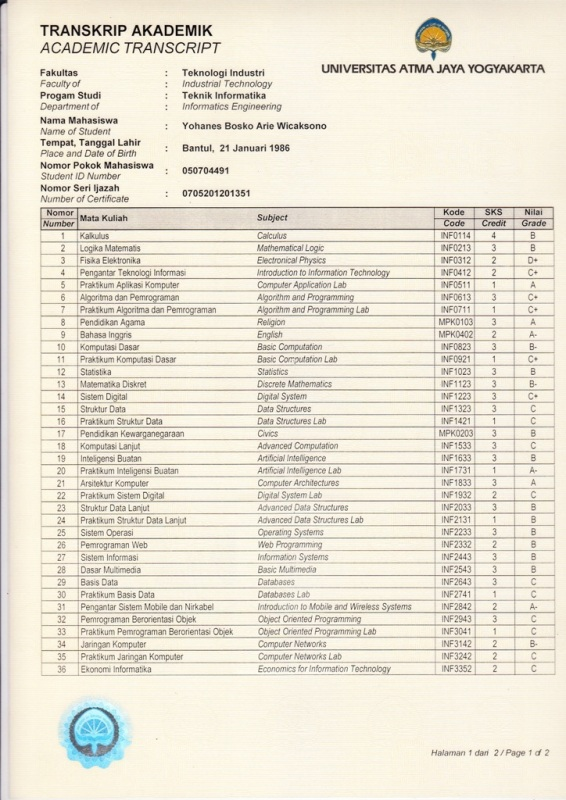 TRANSKRIP AKADEMIK
ACADEMIC TRANSCRIPT
UNIVERSITAS ATMA JAYA YOGYAKARTA
Fakultas : Teknologi Industri
Faculty of : Industrial Technology
Progam Studi : Teknik Informatika
Department of : Informatics Engineering
Nama Mahasiswa
Name of Student : Yohanes Bosko Arie Wicaksono
Tempat, Tanggal Lahir
Place and Date of Birth : Bantul, 21 Januari 1986
Nomor Pokok Mahasiswa
Student ID Number : 050704491
Nomor Seri Ijazah
Number of Certificate : 0705201201351
Nomor Mata Kuliah Subject Kode SKS Nilai
Number Code Credit Grade
1 Kalkulus Calculus INF0114 4 B
2 Logika Matematis Mathematical Logic INF0213 3 B
3 Fisika Elektronika Electronical Physics INF0312 2 D+
4 Pengantar Teknologi Informasi Introduction to Information Technology INF0412 2 C+
5 Praktikum Aplikasi Komputer Computer Application Lab INF0511 1 A
6 Algoritma dan Pemrograman Algorithm and Programming INF0613 3 C+
7 Praktikum Algoritma dan Pemrograman Algorithm and Programming Lab INF0711 1 C+
8 Pendidikan Agama Religion MPK0103 3 A
9 Bahasa Inggris English MPK0402 2 A-
10 Komputasi Dasar Basic Computation INF0823 3 B-
11 Praktikum Komputasi Dasar Basic Computation Lab INF0921 1 C+
12 Statistika Statistics INF1023 3 B
13 Matematika Diskret Discrete Mathematics INF1123 3 B-
14 Sistem Digital Digital System INF1223 3 C+
15 Struktur Data Data Structures INF1323 3 C
16 Praktikum Struktur Data Data Structures Lab INF1421 1 C
17 Pendidikan Kewarganegaraan Civics MPK0203 3 B
18 Komputasi Lanjut Advanced Computation INF1533 3 C
19 Inteligensi Buatan Artificial Intelligence INF1633 3 B
20 Praktikum Inteligensi Buatan Artificial Intelligence Lab INF1731 1 A-
21 Arsitektur Komputer Computer Architectures INF1833 3 A
22 Praktikum Sistem Digital Digital System Lab INF1932 2 C
23 Struktur Data Lanjut Advanced Data Structures INF2033 3 B
24 Praktikum Struktur Data Lanjut Advanced Data Structures Lab INF2131 1 B
25 Sistem Operasi Operating Systems INF2233 3 B
26 Pemrograman Web Web Programming INF2332 2 B
27 Sistem Informasi Information Systems INF2443 3 B
28 Dasar Multimedia Basic Multimedia INF2543 3 B
29 Basis Data Databases INF2643 3 C
30 Praktikum Basis Data Databases Lab INF2741 1 C
31 Pengantar Sistem Mobile dan Nirkabel Introduction to Mobile and Wireless Systems INF2842 2 A-
32 Pemrograman Berorientasi Objek Object Oriented Programming INF2943 3 C
33 Praktikum Pemrograman Berorientasi Objek Object Oriented Programming Lab INF3041 1 C
34 Jaringan Komputer Computer Networks INF3142 2 B-
35 Praktikum Jaringan Komputer Computer Networks Lab INF3242 2 C
36 Ekonomi Informatika Economics for Information Technology INF3352 2 C
Halaman 1 dari 2 / Page 1 of 2